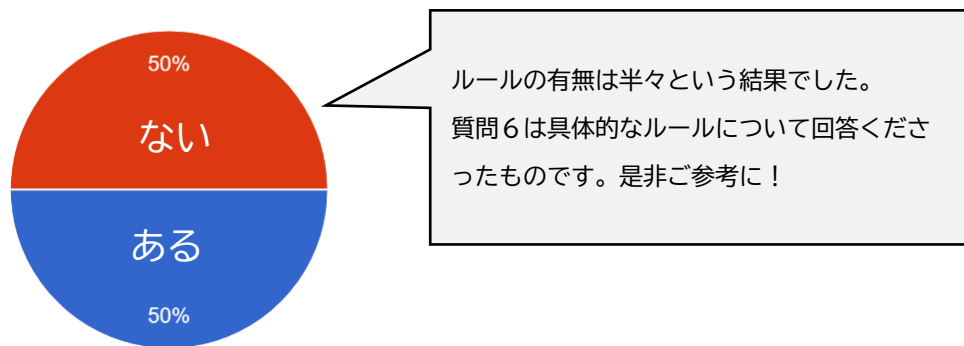 50%
ない
ある
50%
ルールの有無は半々という結果でした。
質問６は具体的なルールについて回答くださ
ったものです。是非ご参考に！